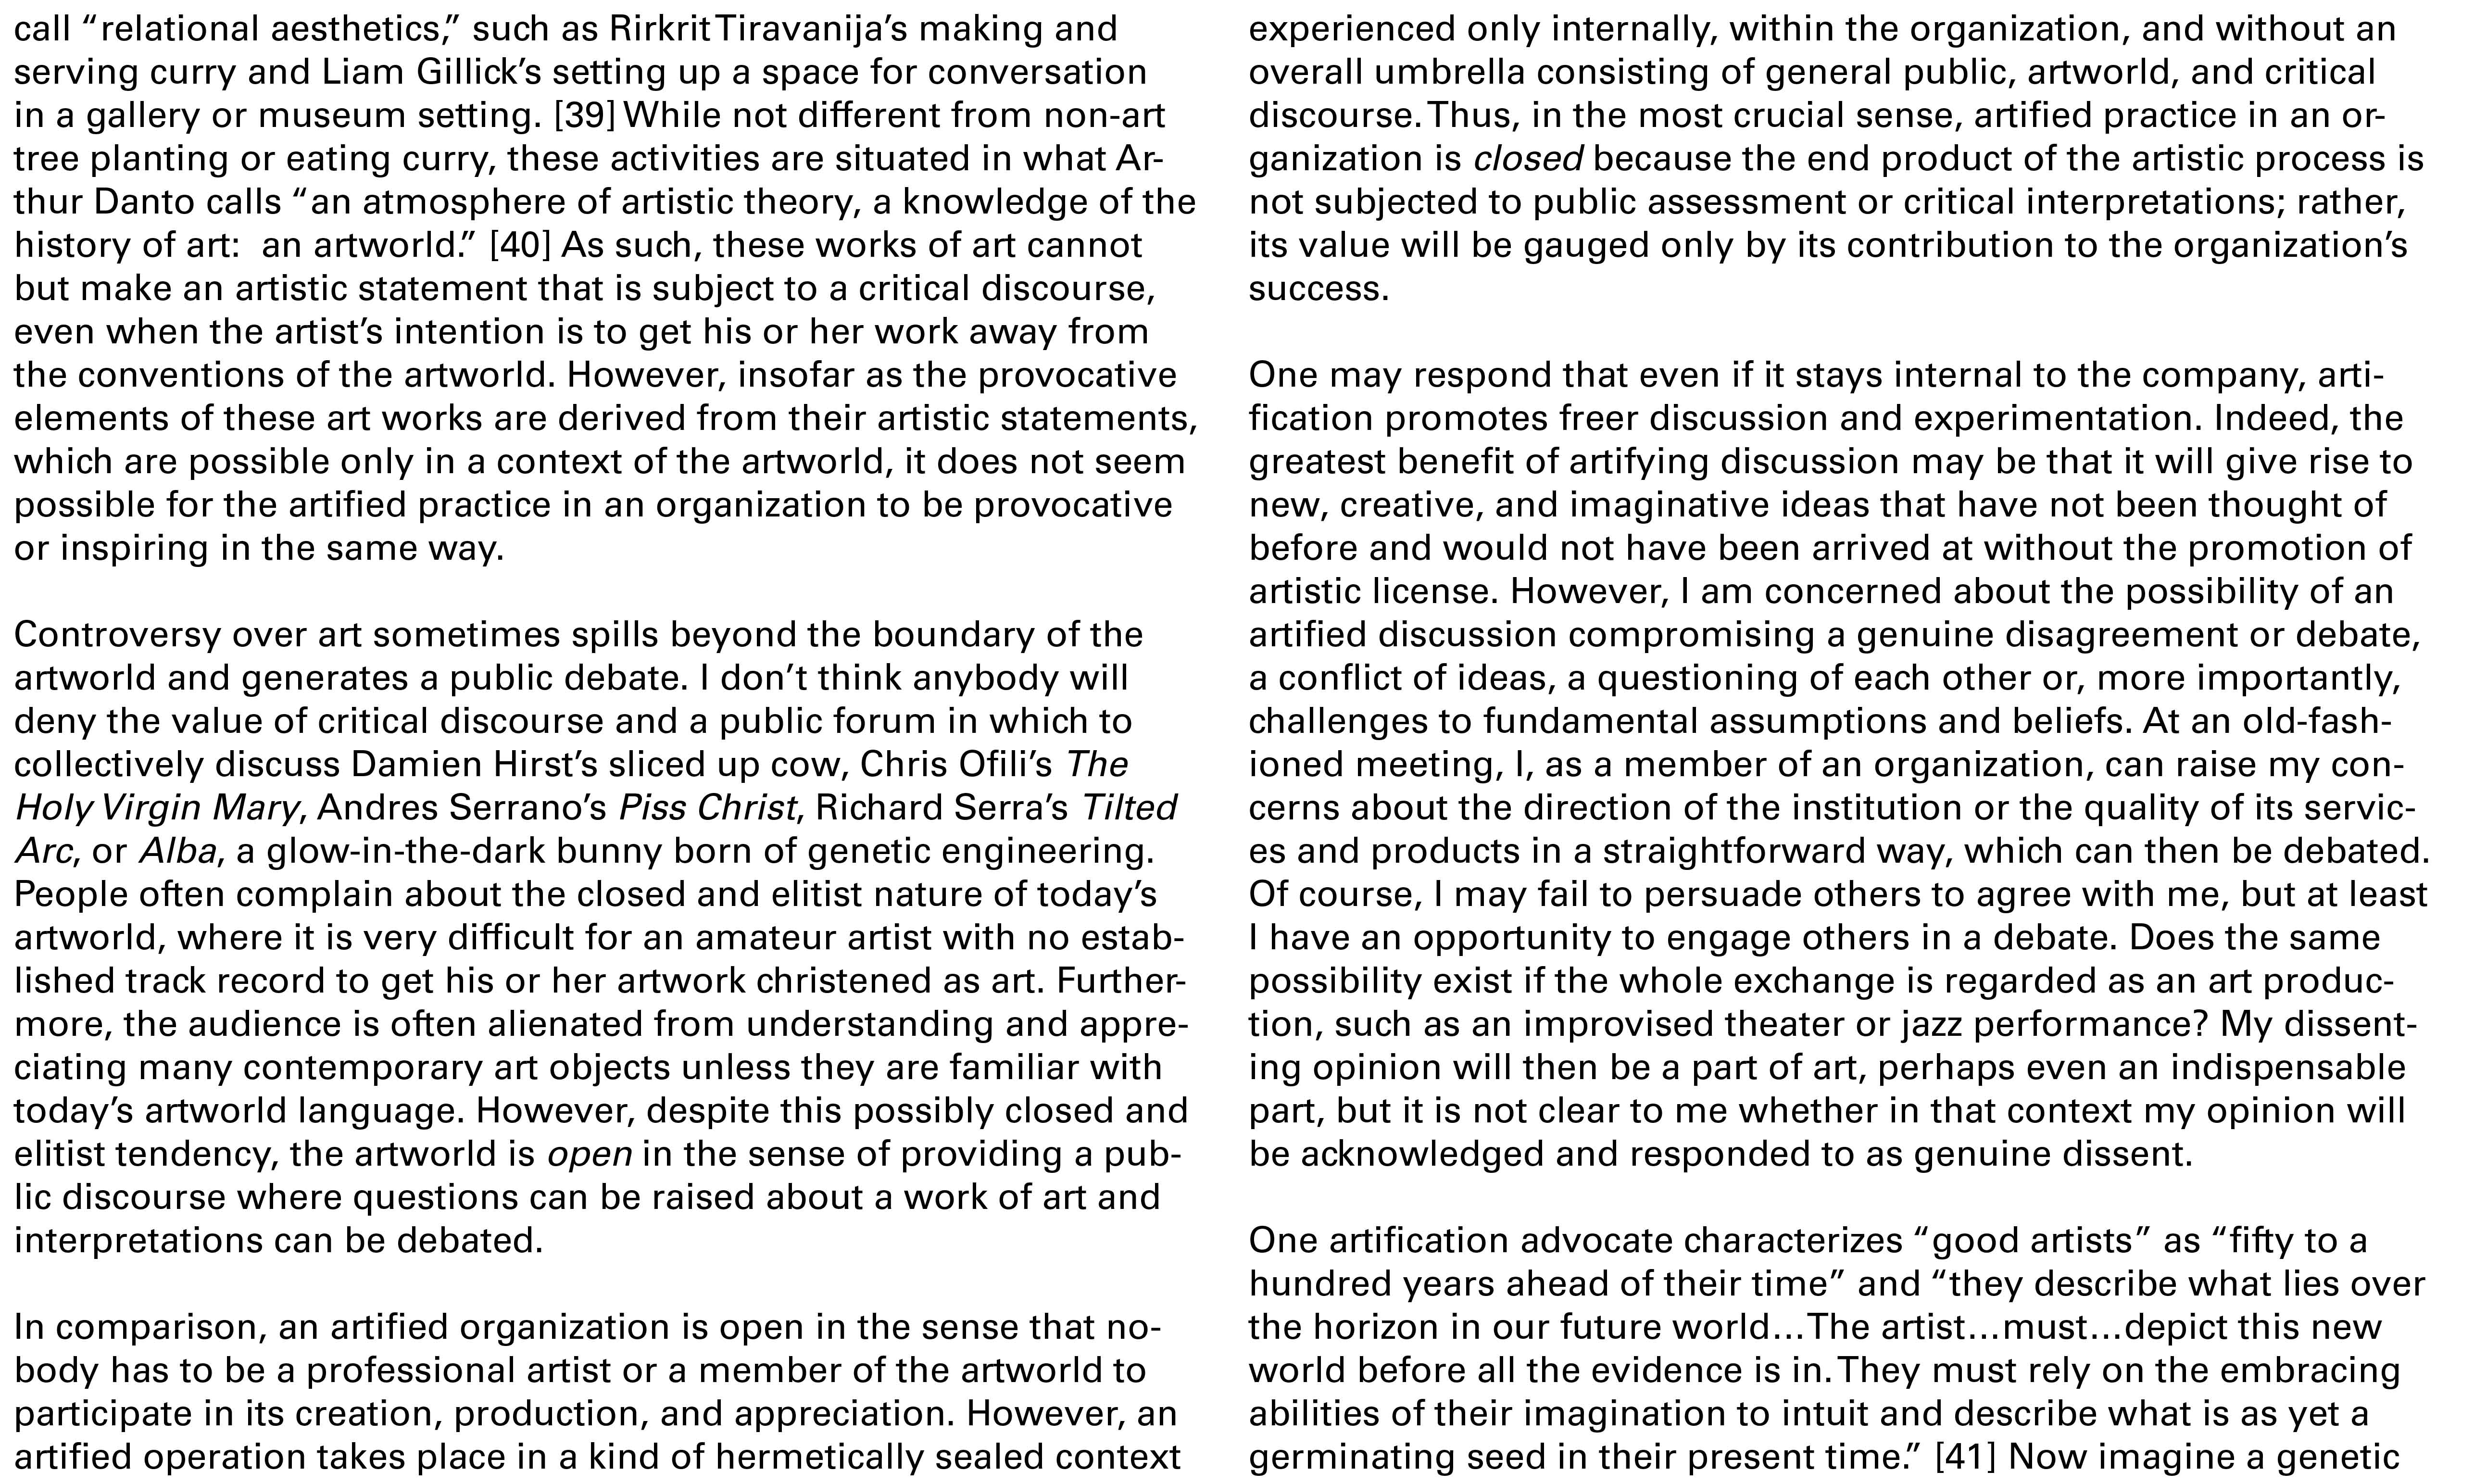 call “relational aesthetics,” such as Rirkrit Tiravanija’s making and
serving curry and Liam Gillick’s setting up a space for conversation
in a gallery or museum setting. [39] While not different from non-art
tree planting or eating curry, these activities are situated in what Ar-
thur Danto calls “an atmosphere of artistic theory, a knowledge of the
history of art:  an artworld.” [40] As such, these works of art cannot
but make an artistic statement that is subject to a critical discourse,
even when the artist’s intention is to get his or her work away from
the conventions of the artworld. However, insofar as the provocative
elements of these art works are derived from their artistic statements,
which are possible only in a context of the artworld, it does not seem
possible for the artified practice in an organization to be provocative
or inspiring in the same way.

Controversy over art sometimes spills beyond the boundary of the
artworld and generates a public debate. I don’t think anybody will
deny the value of critical discourse and a public forum in which to
collectively discuss Damien Hirst’s sliced up cow, Chris Ofili’s The
Holy Virgin Mary, Andres Serrano’s Piss Christ, Richard Serra’s Tilted
Arc, or Alba, a glow-in-the-dark bunny born of genetic engineering.
People often complain about the closed and elitist nature of today’s
artworld, where it is very difficult for an amateur artist with no estab-
lished track record to get his or her artwork christened as art. Further-
more, the audience is often alienated from understanding and appre-
ciating many contemporary art objects unless they are familiar with
today’s artworld language. However, despite this possibly closed and
elitist tendency, the artworld is open in the sense of providing a pub-
lic discourse where questions can be raised about a work of art and
interpretations can be debated.

In comparison, an artified organization is open in the sense that no-
body has to be a professional artist or a member of the artworld to
participate in its creation, production, and appreciation. However, an
artified operation takes place in a kind of hermetically sealed context
experienced only internally, within the organization, and without an
overall umbrella consisting of general public, artworld, and critical
discourse. Thus, in the most crucial sense, artified practice in an or-
ganization is closed because the end product of the artistic process is
not subjected to public assessment or critical interpretations; rather,
its value will be gauged only by its contribution to the organization’s
success.

One may respond that even if it stays internal to the company, arti-
fication promotes freer discussion and experimentation. Indeed, the
greatest benefit of artifying discussion may be that it will give rise to
new, creative, and imaginative ideas that have not been thought of
before and would not have been arrived at without the promotion of
artistic license. However, I am concerned about the possibility of an
artified discussion compromising a genuine disagreement or debate,
a conflict of ideas, a questioning of each other or, more importantly,
challenges to fundamental assumptions and beliefs. At an old-fash-
ioned meeting, I, as a member of an organization, can raise my con-
cerns about the direction of the institution or the quality of its servic-
es and products in a straightforward way, which can then be debated.
Of course, I may fail to persuade others to agree with me, but at least
I have an opportunity to engage others in a debate. Does the same
possibility exist if the whole exchange is regarded as an art produc-
tion, such as an improvised theater or jazz performance? My dissent-
ing opinion will then be a part of art, perhaps even an indispensable
part, but it is not clear to me whether in that context my opinion will
be acknowledged and responded to as genuine dissent.

One artification advocate characterizes “good artists” as “fifty to a
hundred years ahead of their time” and “they describe what lies over
the horizon in our future world...The artist...must...depict this new
world before all the evidence is in. They must rely on the embracing
abilities of their imagination to intuit and describe what is as yet a
germinating seed in their present time.” [41] Now imagine a genetic